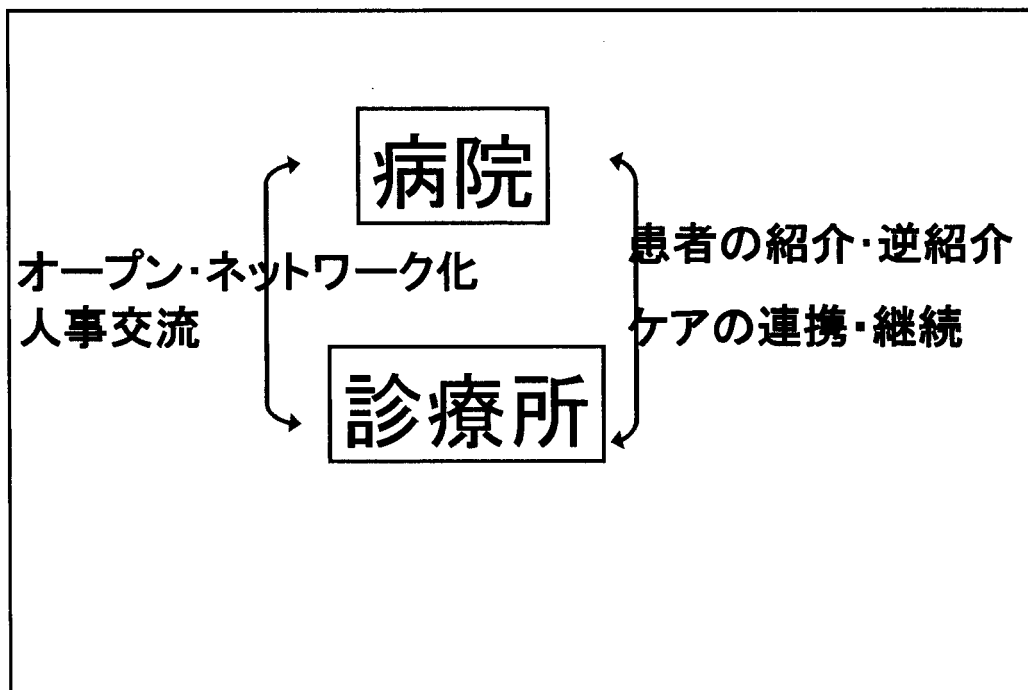 病院
オープン・ネットワーク化
人事交流
患者の紹介・逆紹介
ケアの連携・継続
診療所